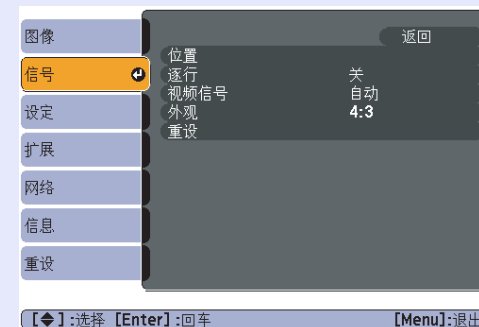 图像
信号
设定
扩展
网络
信息
重设
返回
位置
逐行 关
视频信号 自动
外观 4:3
重设
[◆]:选择 [Enter]:回车 [Menu]:退出